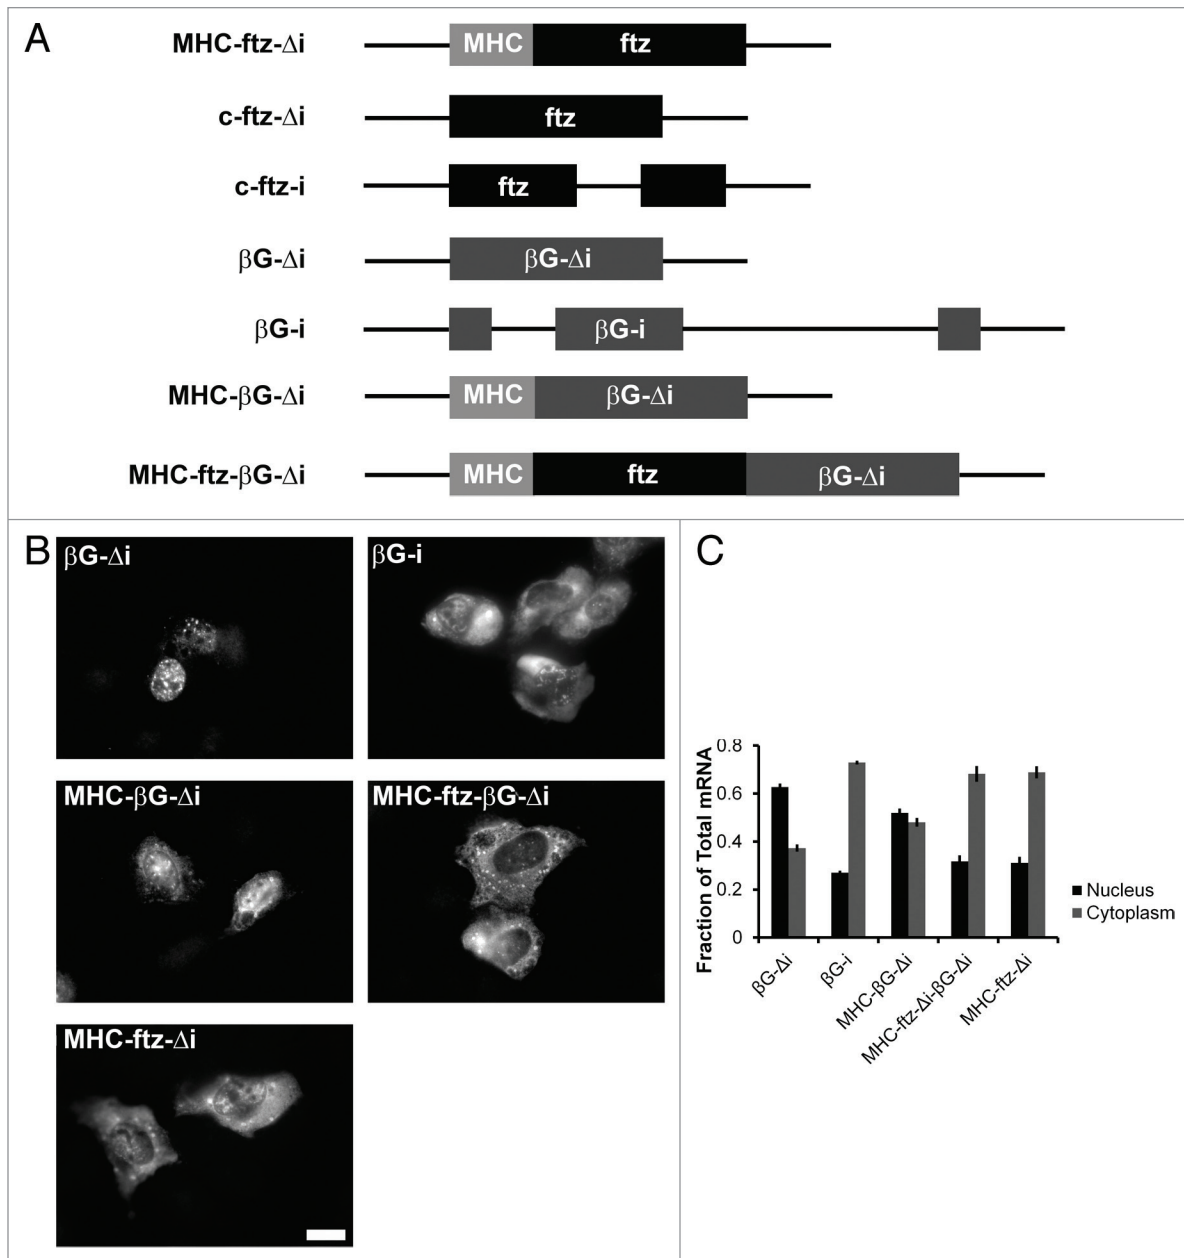 A
MHC-ftz-Δi
MHC ftz
c-ftz-Δi
ftz
c-ftz-i
ftz
βG-Δi
βG-Δi
βG-i
βG-i
MHC-βG-Δi
MHC βG-Δi
MHC-ftz-βG-Δi
MHC ftz βG-Δi
B
βG-Δi
βG-i
MHC-βG-Δi
MHC-ftz-βG-Δi
MHC-ftz-Δi
C
Fraction of Total mRNA
0.8
0.6
0.4
0.2
0
βG-Δi
βG-i
MHC-βG-Δi
MHC-ftz-Δi-βG-Δi
MHC-ftz-Δi
Nucleus
Cytoplasm